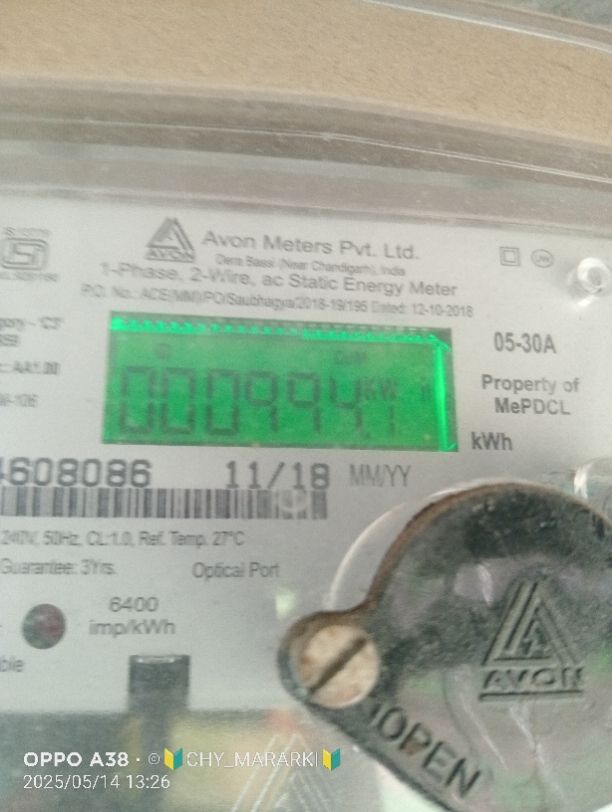 AVON
Avon Meters Pvt. Ltd.
Dera Bassi (Near Chandigarh), India
1-Phase, 2-Wire, ac Static Energy Meter
P.O. No.: ACE(MM)/PO/Saubhagya/2018-19/195 Dated: 12-10-2018
05-30A
Property of
MePDCL
KW
kWh
608086
11/18 MM/YY
240V, 50Hz, CL:1.0, Ref. Temp. 27°C
Guarantee: 3Yrs.
Optical Port
6400
imp/kWh
AVON
OPEN
OPPO A38 · ©🔰CHY_MARARKI🔰
2025/05/14 13:26